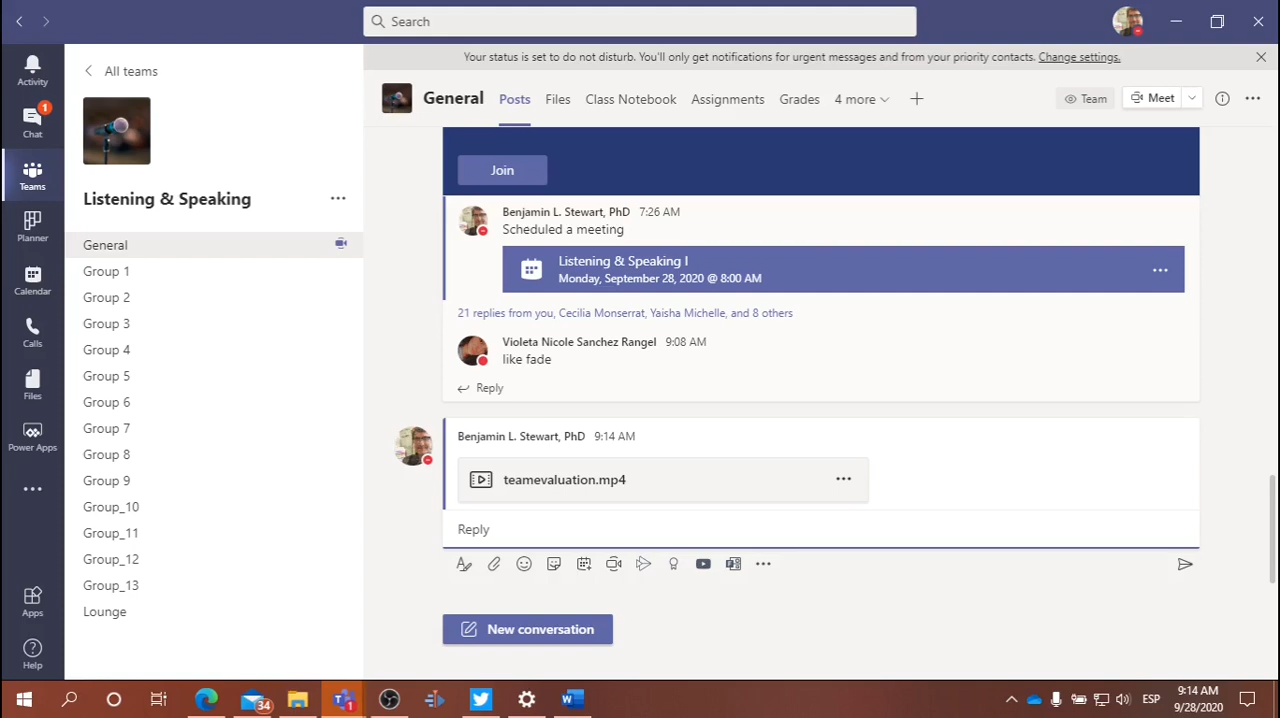 Search
Your status is set to do not disturb. You'll only get notifications for urgent messages and from your priority contacts. Change settings.
Activity
Chat
1
Teams
Planner
Calendar
Calls
Files
Power Apps
Apps
Help
All teams
Listening & Speaking
General
Group 1
Group 2
Group 3
Group 4
Group 5
Group 6
Group 7
Group 8
Group 9
Group_10
Group_11
Group_12
Group_13
Lounge
General Posts Files Class Notebook Assignments Grades 4 more
Team Meet
Join
Benjamin L. Stewart, PhD 7:26 AM
Scheduled a meeting
Listening & Speaking I
Monday, September 28, 2020 @ 8:00 AM
21 replies from you, Cecilia Monserrat, Yaisha Michelle, and 8 others
Violeta Nicole Sanchez Rangel 9:08 AM
like fade
Reply
Benjamin L. Stewart, PhD 9:14 AM
teamevaluation.mp4
Reply
New conversation
34
1
ESP
9:14 AM
9/28/2020